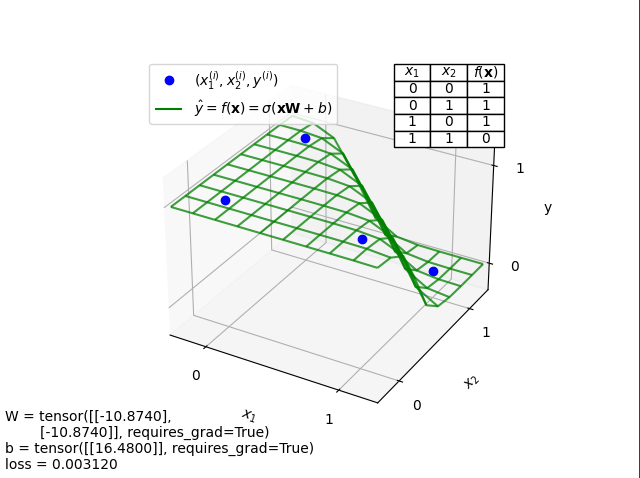 (x₁⁽ⁱ⁾, x₂⁽ⁱ⁾, y⁽ⁱ⁾)
ŷ = f(x) = σ(xW + b)
x₁ x₂ f(x)
0 0 1
0 1 1
1 0 1
1 1 0
1
y
0
1
x₂
0
0
x₁
1
W = tensor([[-10.8740],
[-10.8740]], requires_grad=True)
b = tensor([[16.4800]], requires_grad=True)
loss = 0.003120